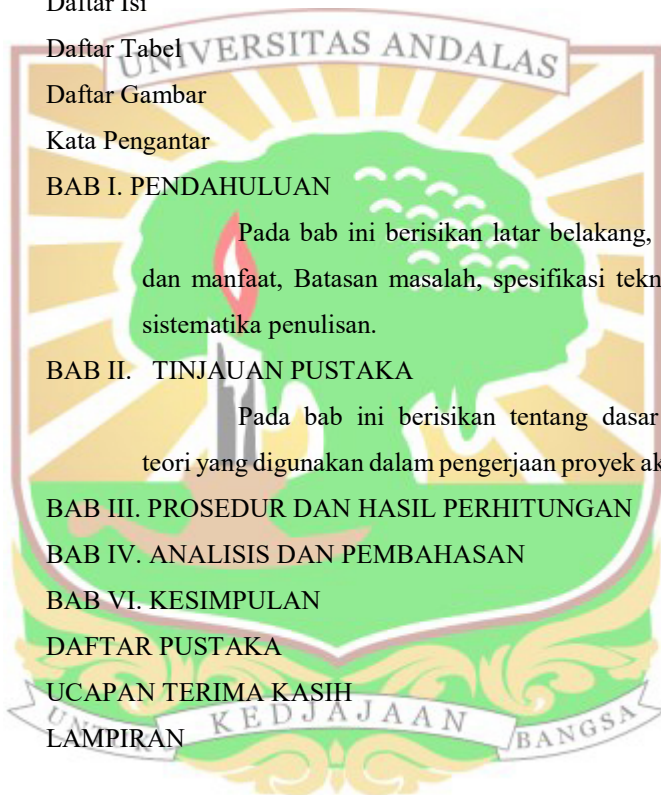 Daftar Isi
UNIVERSITAS ANDALAS
Daftar Tabel
Daftar Gambar
Kata Pengantar
BAB I. PENDAHULUAN
Pada bab ini berisikan latar belakang,
dan manfaat, Batasan masalah, spesifikasi tekn
sistematika penulisan.
BAB II. TINJAUAN PUSTAKA
Pada bab ini berisikan tentang dasar
teori yang digunakan dalam pengerjaan proyek ak
BAB III. PROSEDUR DAN HASIL PERHITUNGAN
BAB IV. ANALISIS DAN PEMBAHASAN
BAB VI. KESIMPULAN
DAFTAR PUSTAKA
UCAPAN TERIMA KASIH
KEDJAJAAN BANGSA
LAMPIRAN